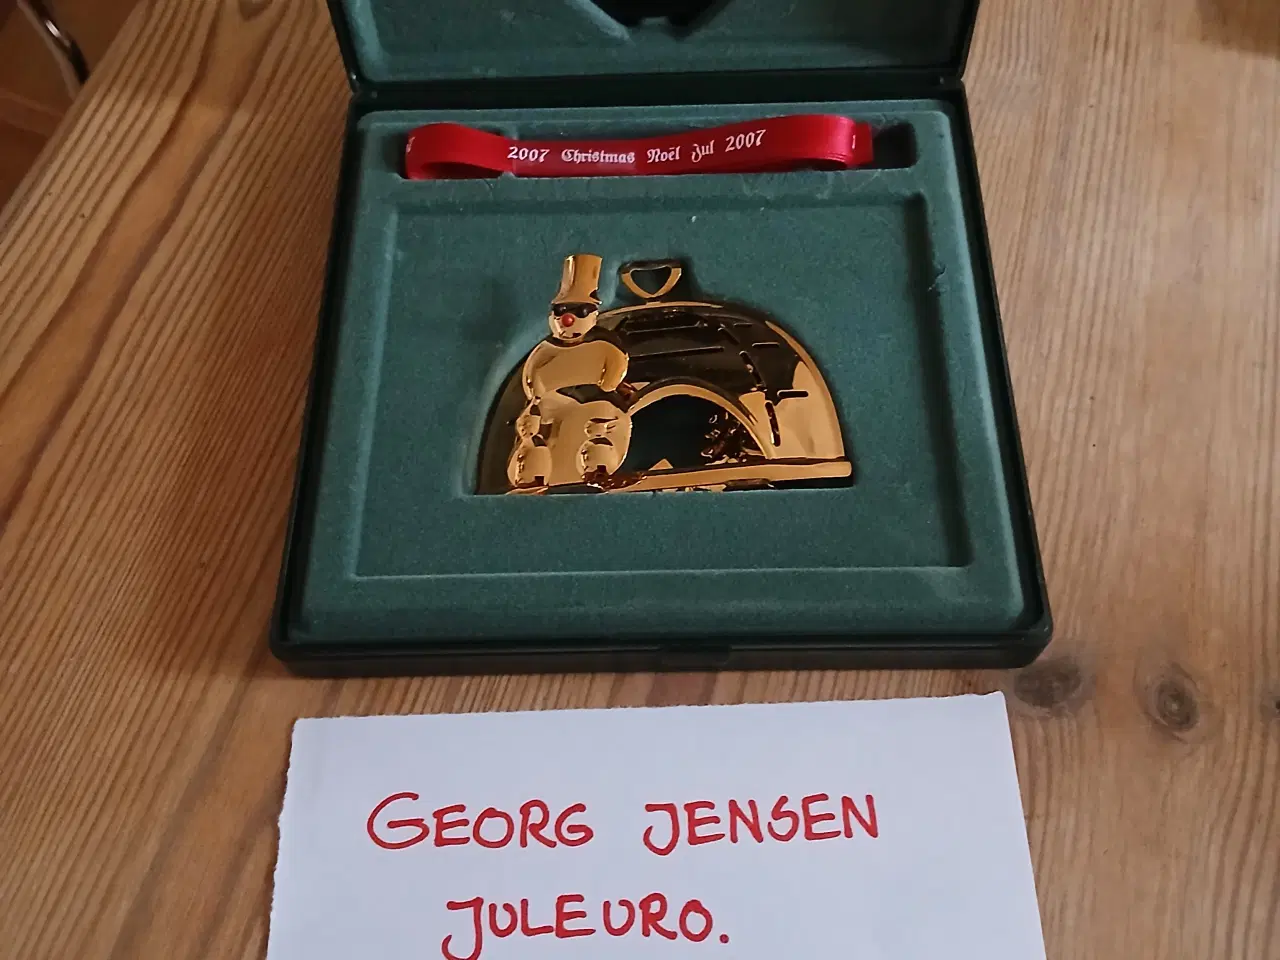 2007 Christmas Noël Jul 2007
GEORG JENSEN
JULEURO.